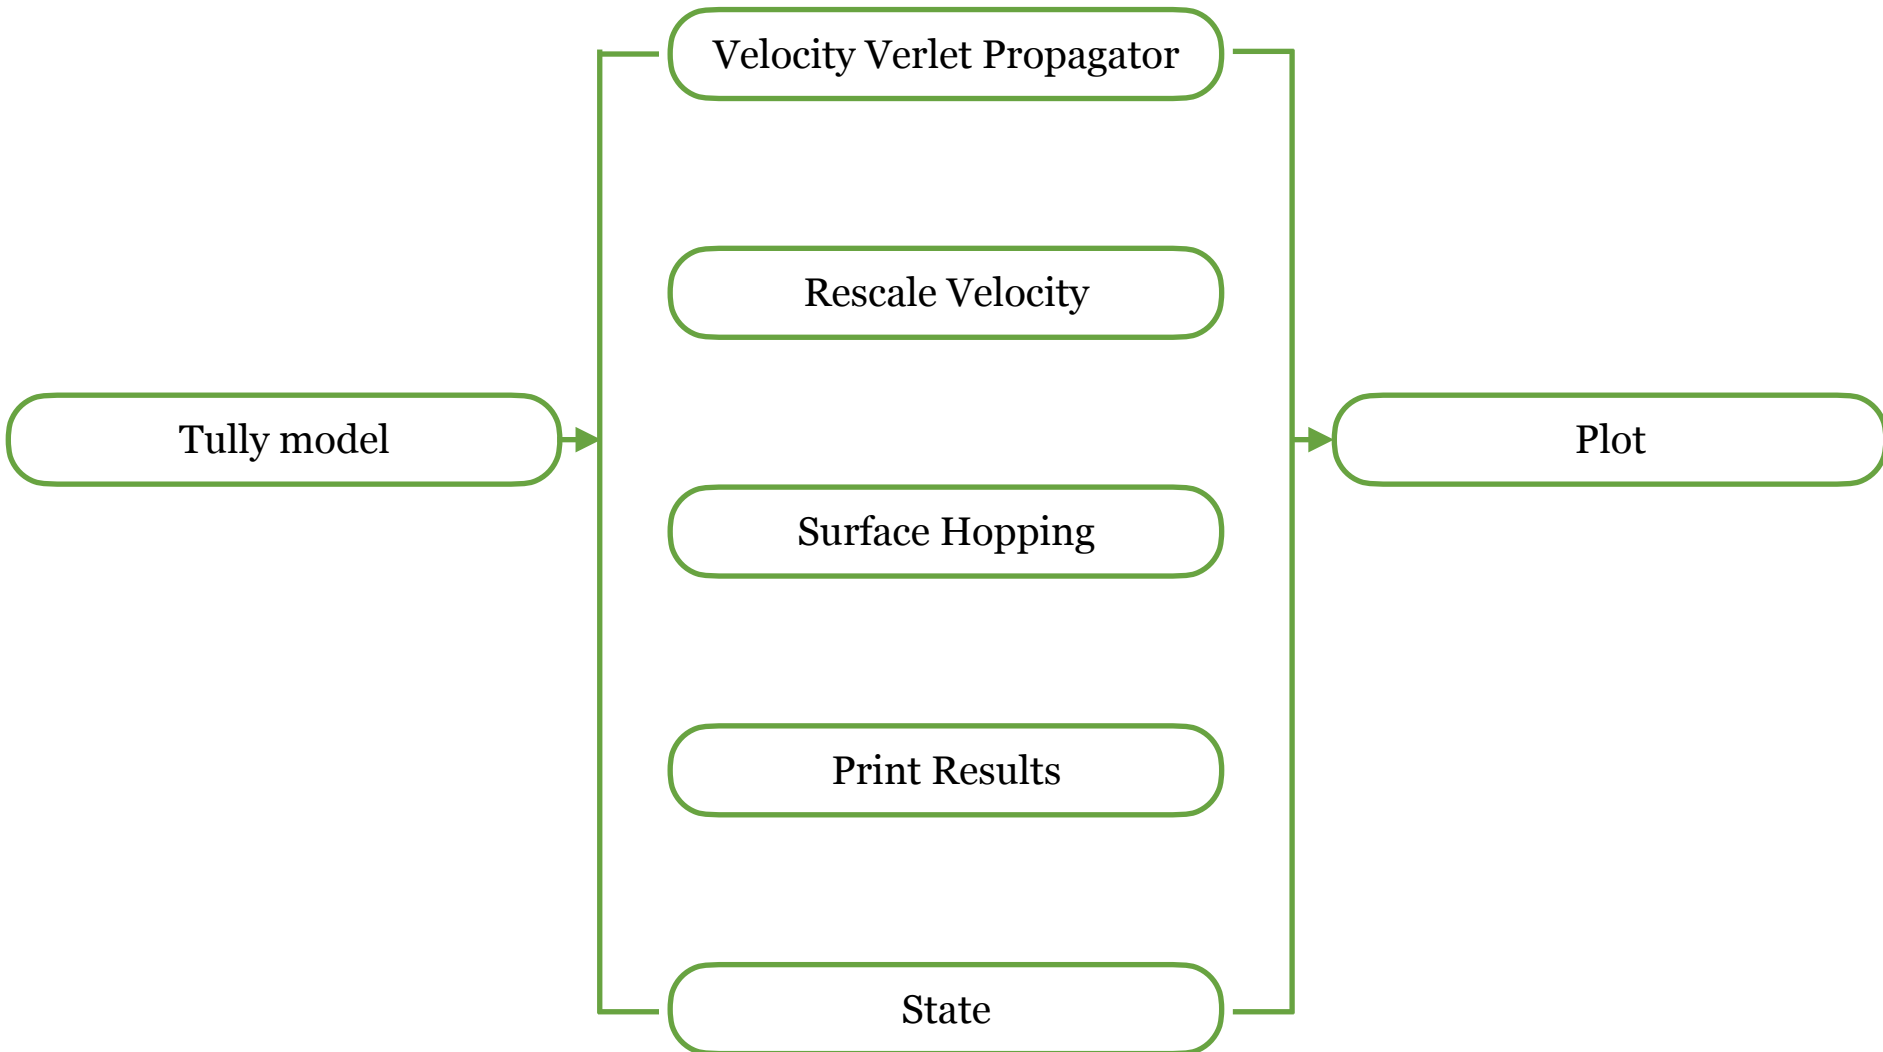 Velocity Verlet Propagator
Rescale Velocity
Tully model
Plot
Surface Hopping
Print Results
State